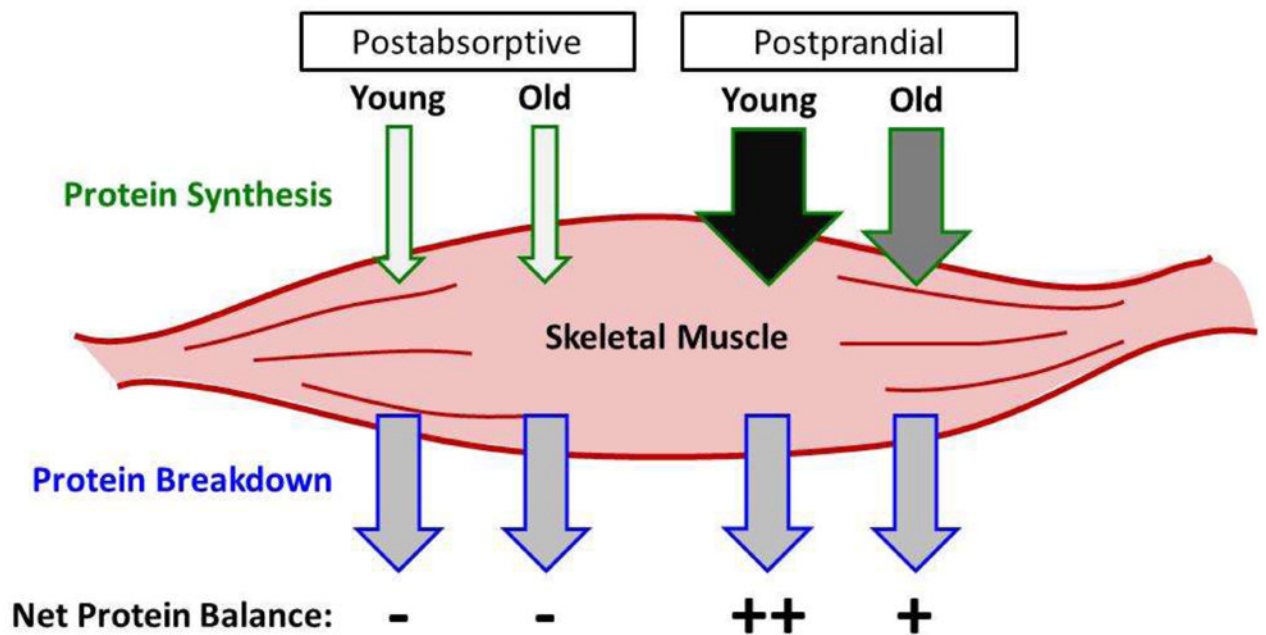 Postabsorptive Postprandial
Young Old Young Old
Protein Synthesis
Skeletal Muscle
Protein Breakdown
Net Protein Balance: - - ++ +